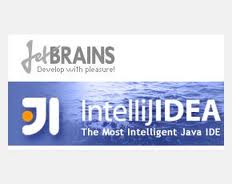 JetBRAINS
Develop with pleasure!
JI IntelliJIDEA
The Most Intelligent Java IDE